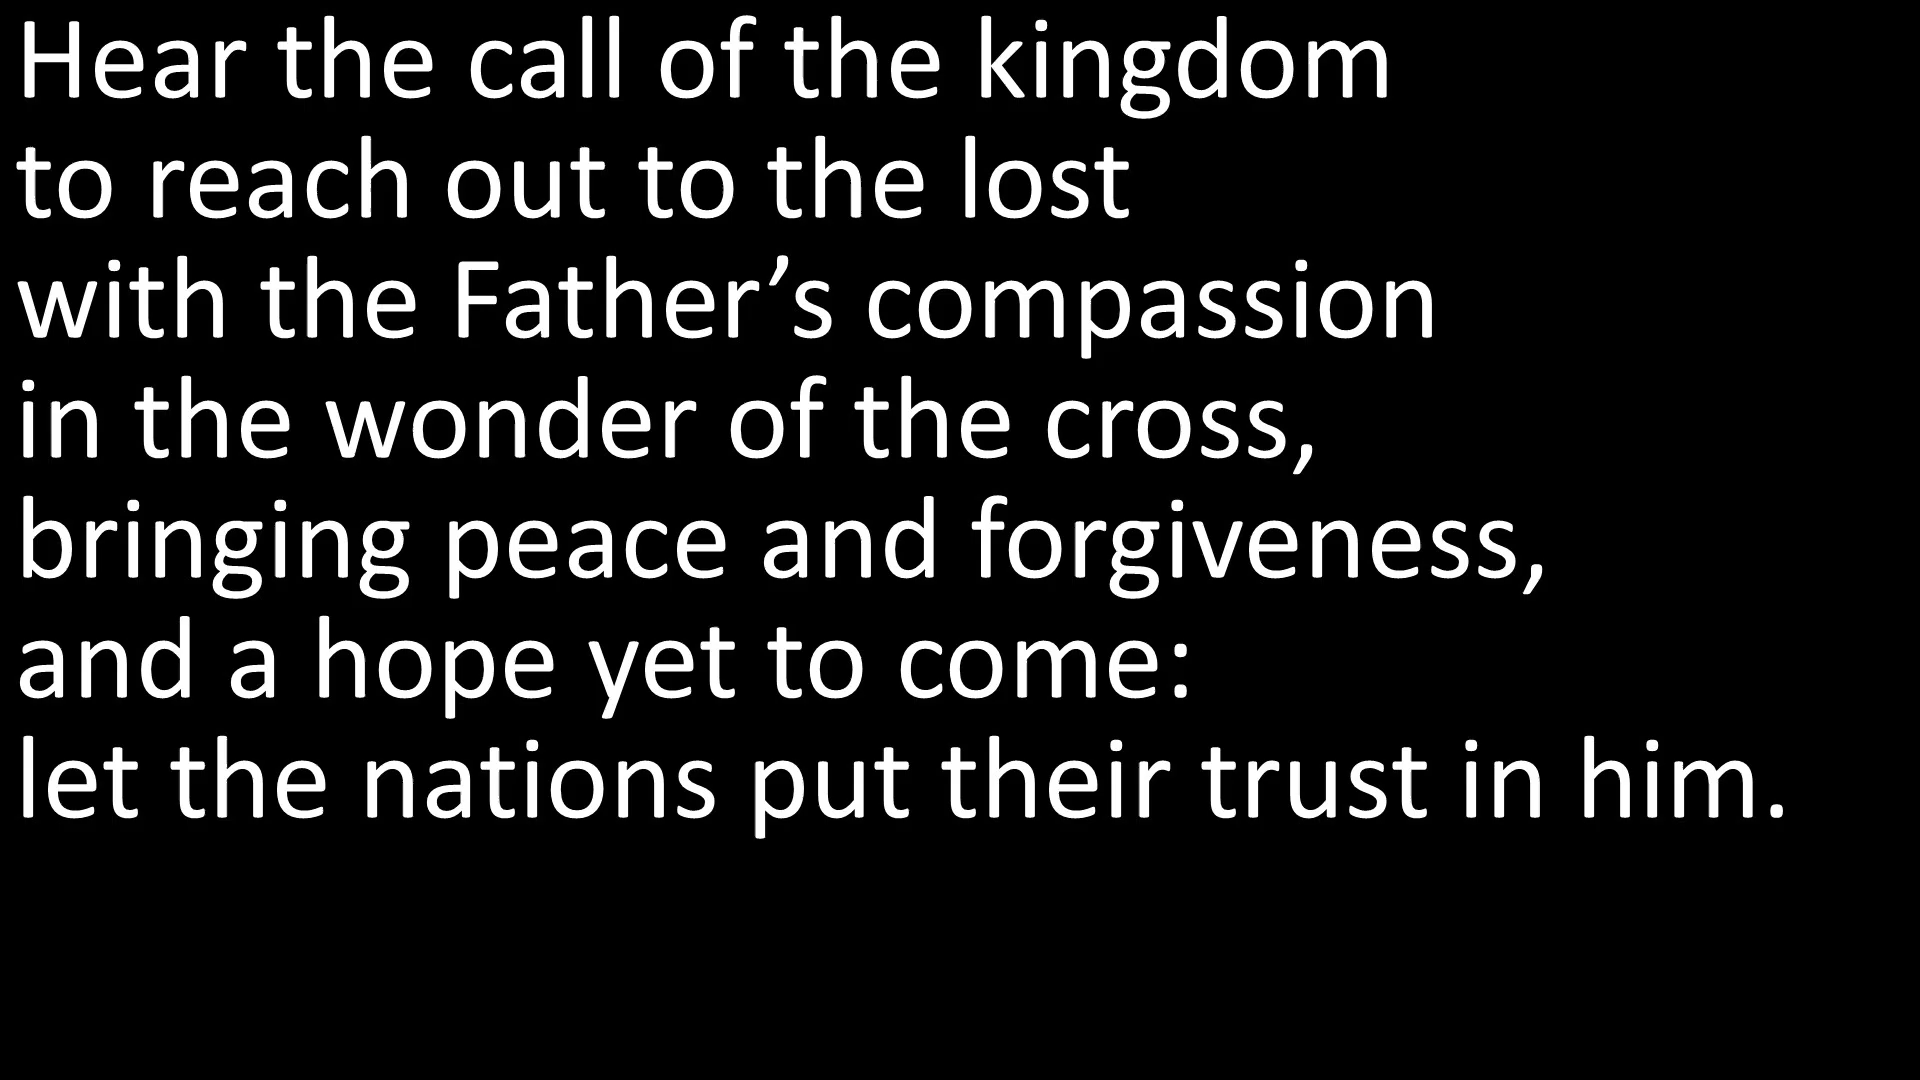 Hear the call of the kingdom
to reach out to the lost
with the Father’s compassion
in the wonder of the cross,
bringing peace and forgiveness,
and a hope yet to come:
let the nations put their trust in him.